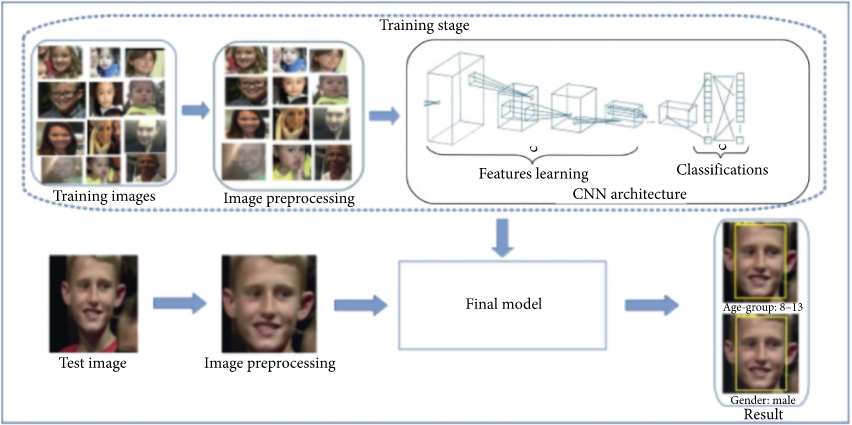 Training stage
Training images
Image preprocessing
Features learning
Classifications
CNN architecture
Test image
Image preprocessing
Final model
Age-group: 8–13
Gender: male
Result